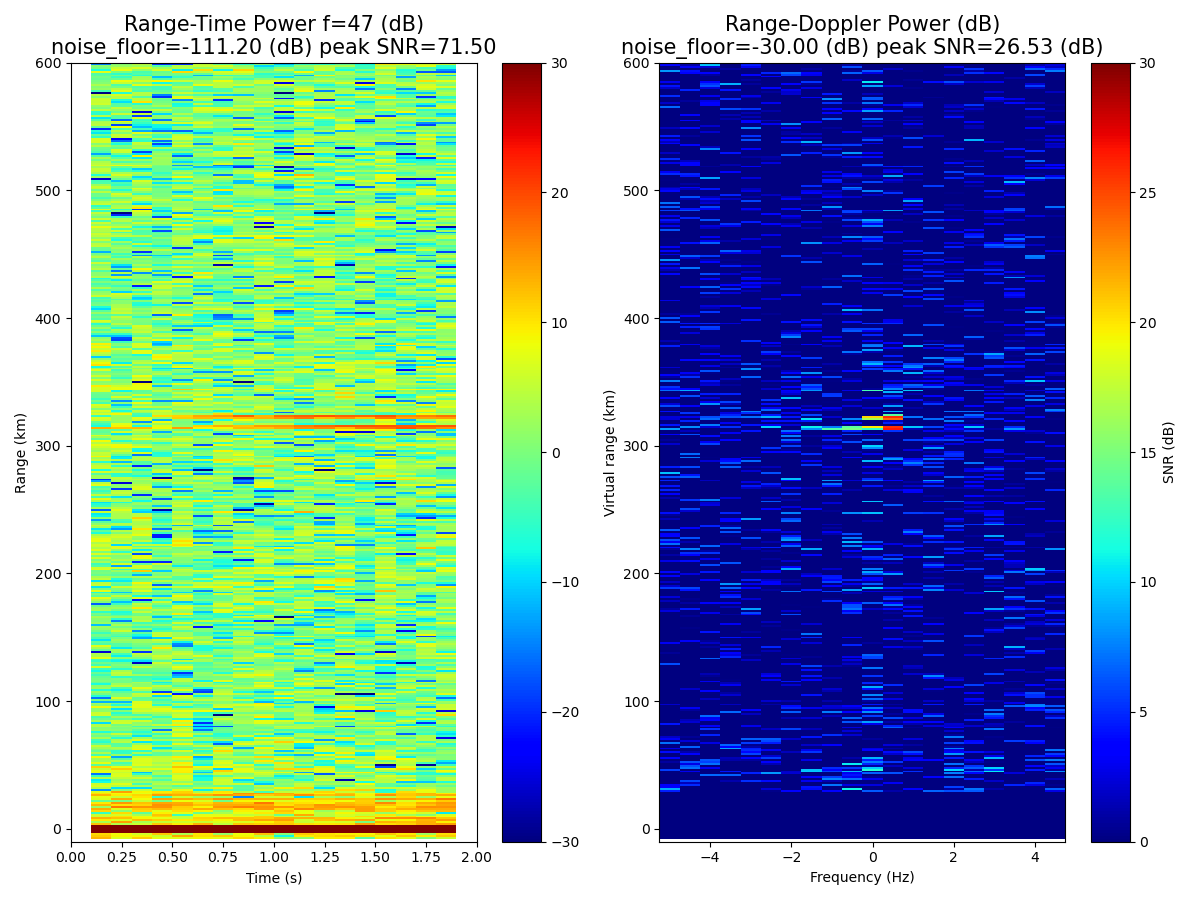 Range-Time Power f=47 (dB)
noise_floor=-111.20 (dB) peak SNR=71.50
Range (km)
600
500
400
300
200
100
0
0.00 0.25 0.50 0.75 1.00 1.25 1.50 1.75 2.00
Time (s)
30
20
10
0
−10
−20
−30
Range-Doppler Power (dB)
noise_floor=-30.00 (dB) peak SNR=26.53 (dB)
Virtual range (km)
600
500
400
300
200
100
0
−4 −2 0 2 4
Frequency (Hz)
30
25
20
15
10
5
0
SNR (dB)